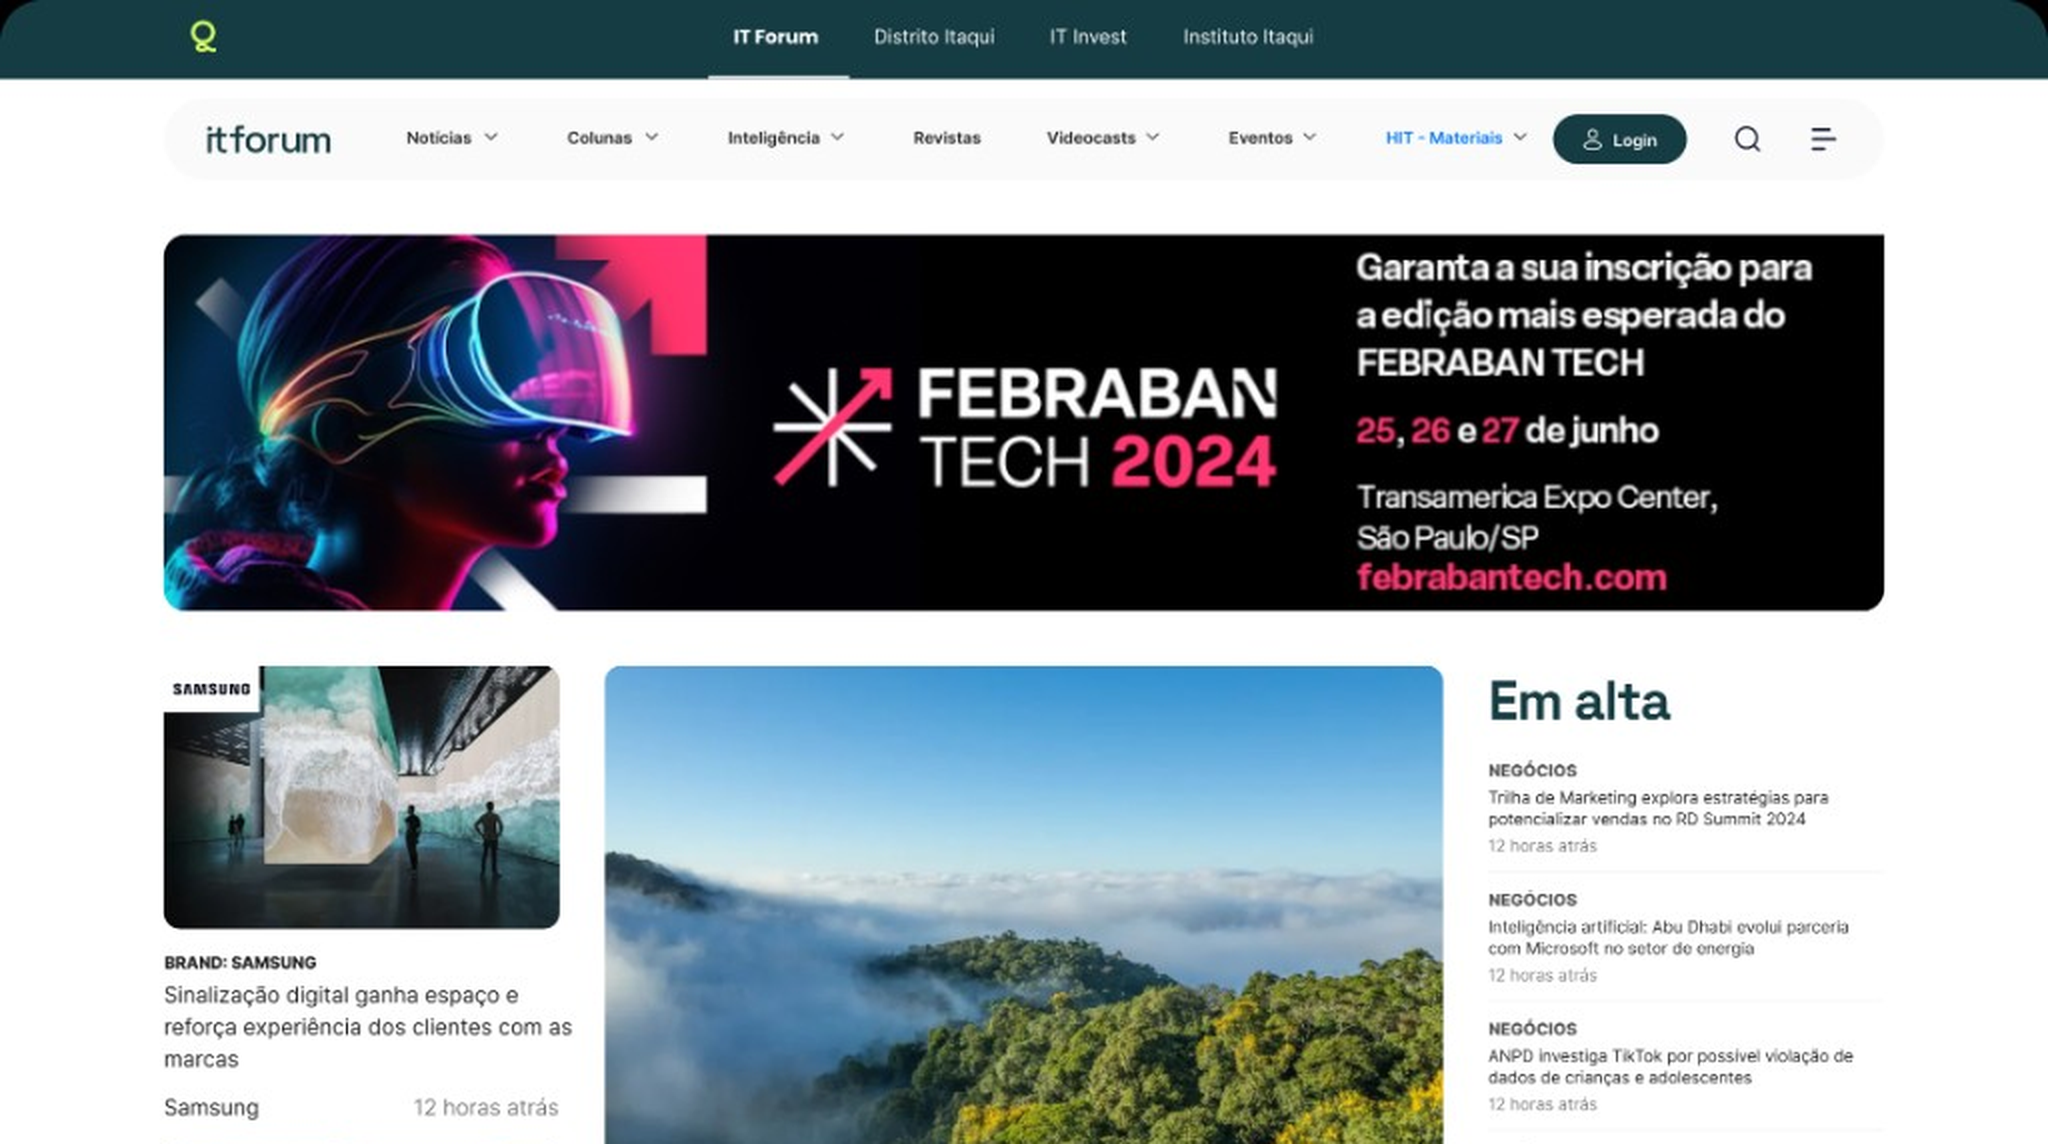 IT Forum
Distrito Itaqui
IT Invest
Instituto Itaqui
itforum
Notícias
Colunas
Inteligência
Revistas
Videocasts
Eventos
HIT - Materiais
Login
FEBRABAN
TECH 2024
Garanta a sua inscrição para
a edição mais esperada do
FEBRABAN TECH
25, 26 e 27 de junho
Transamerica Expo Center,
São Paulo/SP
febrabantech.com
SAMSUNG
BRAND: SAMSUNG
Sinalização digital ganha espaço e
reforça experiência dos clientes com as
marcas
Samsung
12 horas atrás
Em alta
NEGÓCIOS
Trilha de Marketing explora estratégias para
potencializar vendas no RD Summit 2024
12 horas atrás
NEGÓCIOS
Inteligência artificial: Abu Dhabi evolui parceria
com Microsoft no setor de energia
12 horas atrás
NEGÓCIOS
ANPD investiga TikTok por possível violação de
dados de crianças e adolescentes
12 horas atrás